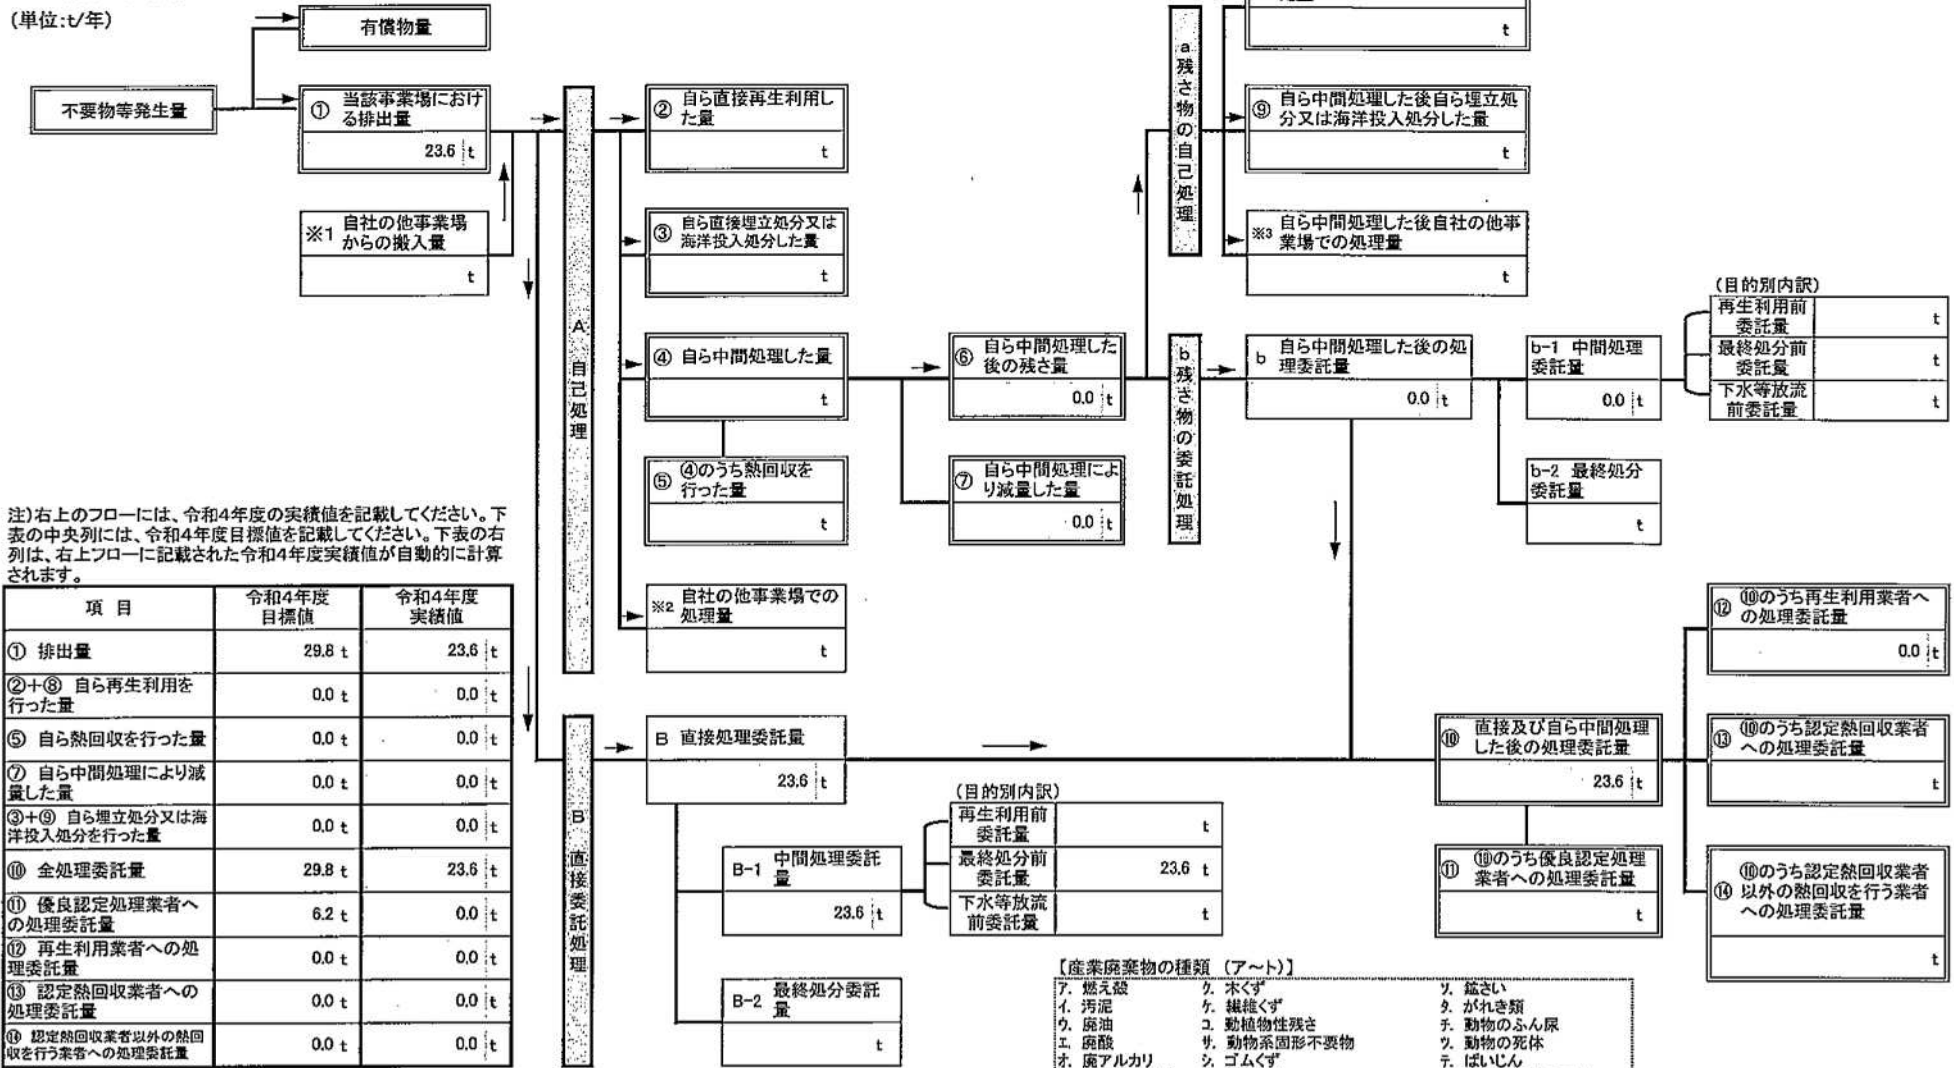 (単位:t/年)
有償物量
不要物等発生量
① 当該事業場におけ
る排出量
23.6 t
※1 自社の他事業場
からの搬入量
t
A 自己処理
② 自ら直接再生利用し
た量
t
③ 自ら直接埋立処分又は
海洋投入処分した量
t
④ 自ら中間処理した量
t
⑤ ④のうち熱回収を
行った量
t
※2 自社の他事業場での
処理量
t
⑥ 自ら中間処理した
後の残さ量
0.0 t
⑦ 自ら中間処理によ
り減量した量
0.0 t
a 残さ物の自己処理
t
⑨ 自ら中間処理した後自ら埋立処
分又は海洋投入処分した量
t
※3 自ら中間処理した後自社の他事
業場での処理量
t
b 残さ物の委託処理
b 自ら中間処理した後の処
理委託量
0.0 t
b-1 中間処理
委託量
0.0 t
b-2 最終処分
委託量
t
(目的別内訳)
再生利用前
委託量 t
最終処分前
委託量 t
下水等放流
前委託量 t
注)右上のフローには、令和4年度の実績値を記載してください。下
表の中央列には、令和4年度目標値を記載してください。下表の右
列は、右上フローに記載された令和4年度実績値が自動的に計算
されます。
項 目 令和4年度 目標値 令和4年度 実績値
① 排出量 29.8 t 23.6 t
②+⑧ 自ら再生利用を
行った量 0.0 t 0.0 t
⑤ 自ら熱回収を行った量 0.0 t 0.0 t
⑦ 自ら中間処理により減
量した量 0.0 t 0.0 t
③+⑨ 自ら埋立処分又は海
洋投入処分を行った量 0.0 t 0.0 t
⑩ 全処理委託量 29.8 t 23.6 t
⑪ 優良認定処理業者へ
の処理委託量 6.2 t 0.0 t
⑫ 再生利用業者への処
理委託量 0.0 t 0.0 t
⑬ 認定熱回収業者への
処理委託量 0.0 t 0.0 t
⑭ 認定熱回収業者以外の熱回
収を行う業者への処理委託量 0.0 t 0.0 t
B 直接委託処理
B 直接処理委託量
23.6 t
B-1 中間処理委託
量
23.6 t
B-2 最終処分委託
量
t
(目的別内訳)
再生利用前
委託量 t
最終処分前
委託量 23.6 t
下水等放流
前委託量 t
⑩ 直接及び自ら中間処理
した後の処理委託量
23.6 t
⑪ ⑩のうち優良認定処理
業者への処理委託量
t
⑫ ⑩のうち再生利用業者へ
の処理委託量
0.0 t
⑬ ⑩のうち認定熱回収業者
への処理委託量
t
⑭ ⑩のうち認定熱回収業者
以外の熱回収を行う業者
への処理委託量
t
【産業廃棄物の種類 (ア~ト)】
ア. 燃え殻 ク. 木くず ソ. 鉱さい
イ. 汚泥 ケ. 繊維くず タ. がれき類
ウ. 廃油 コ. 動植物性残さ チ. 動物のふん尿
エ. 廃酸 サ. 動物系固形不要物 ツ. 動物の死体
オ. 廃アルカリ シ. ゴムくず テ. ばいじん